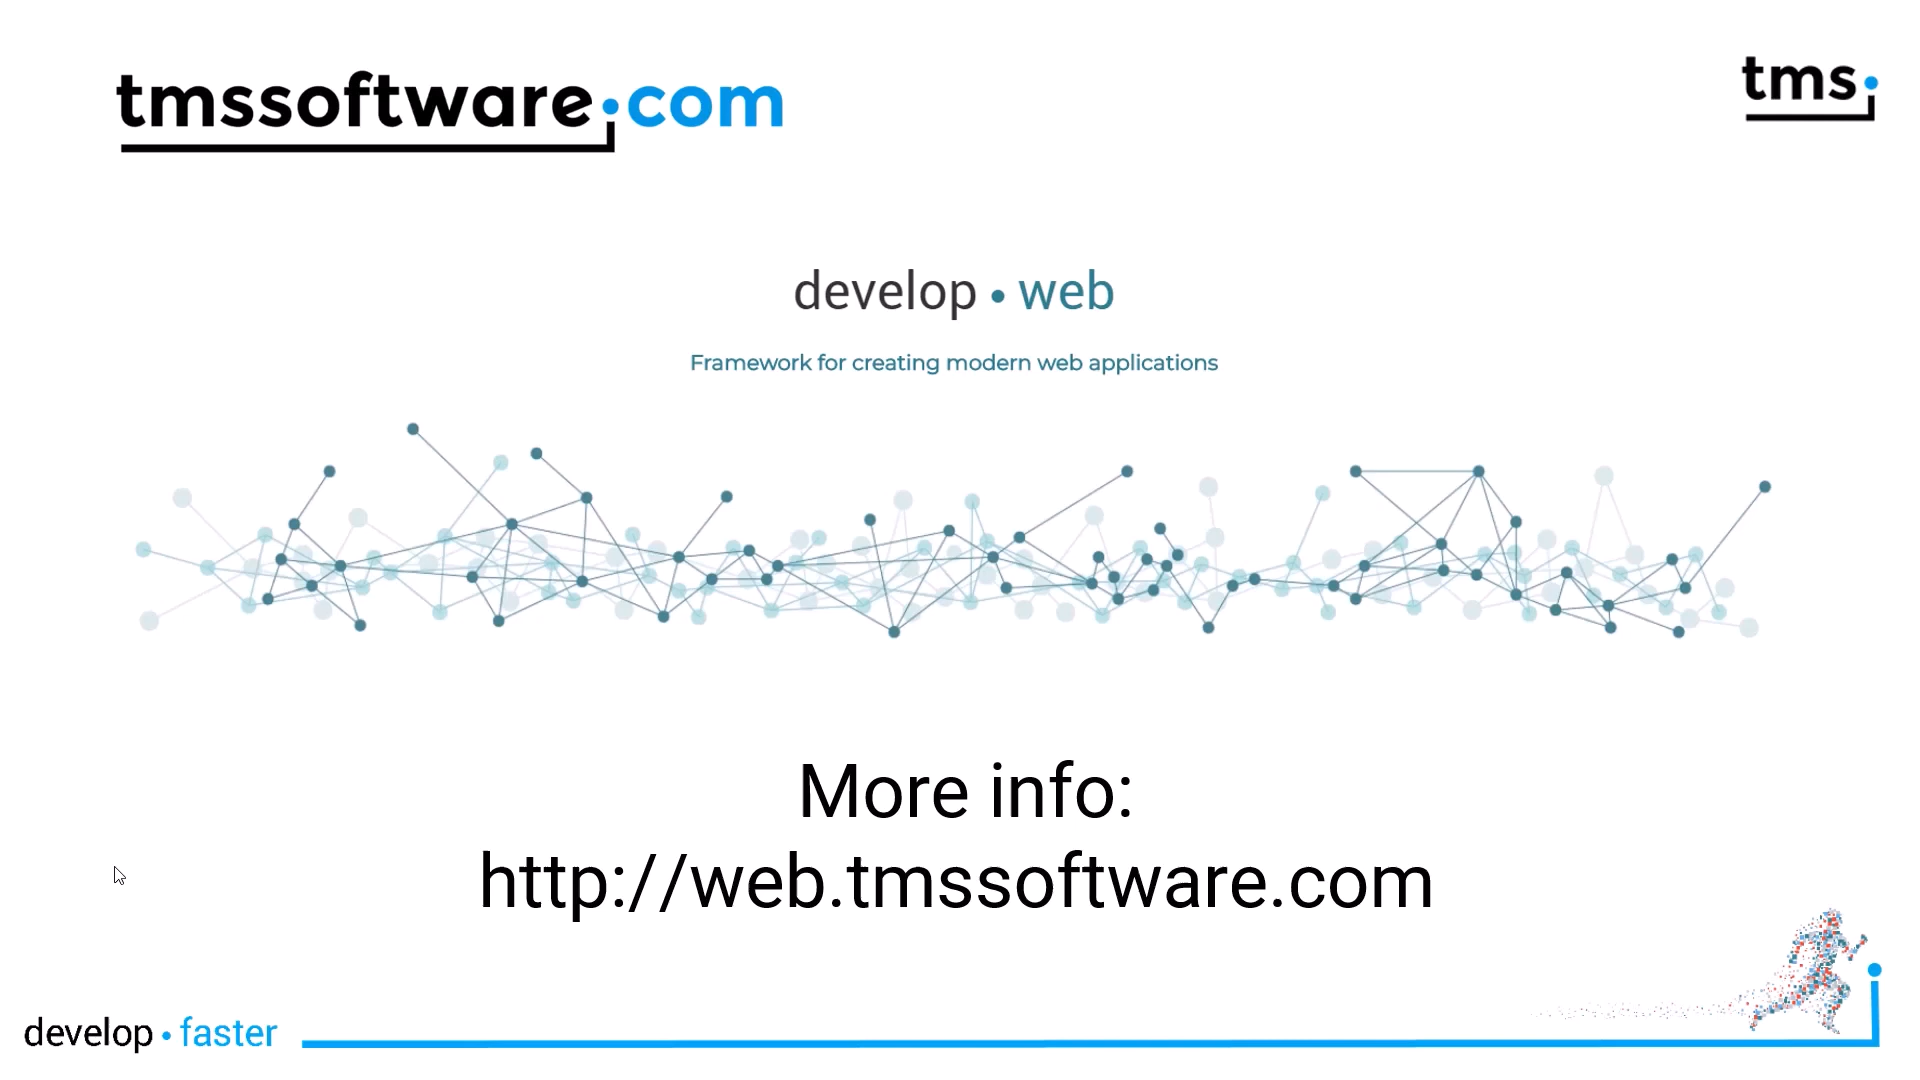 tmssoftware.com
tms
develop • web
Framework for creating modern web applications
More info:
http://web.tmssoftware.com
develop • faster